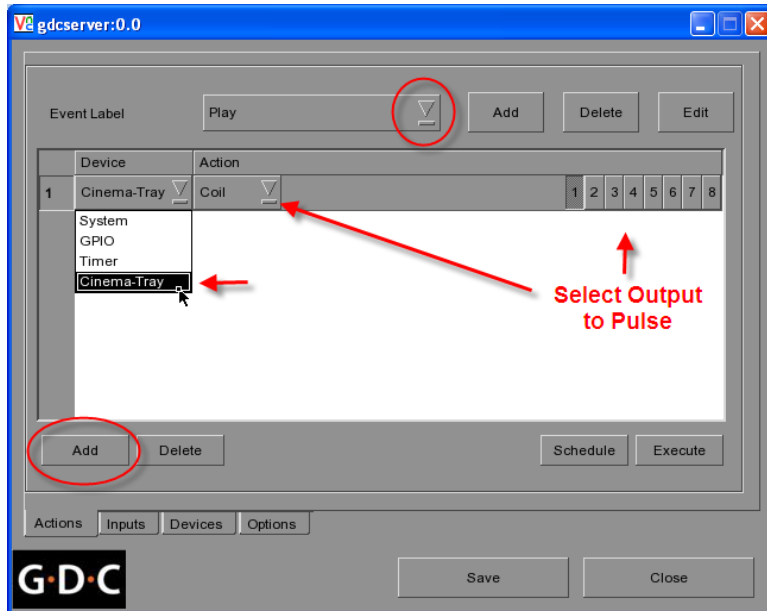 gdcserver:0.0
Event Label Play Add Delete Edit
Device Action
1 Cinema-Tray Coil 1 2 3 4 5 6 7 8
System
GPIO
Timer
Cinema-Tray
Select Output
to Pulse
Add Delete Schedule Execute
Actions Inputs Devices Options
G·D·C Save Close